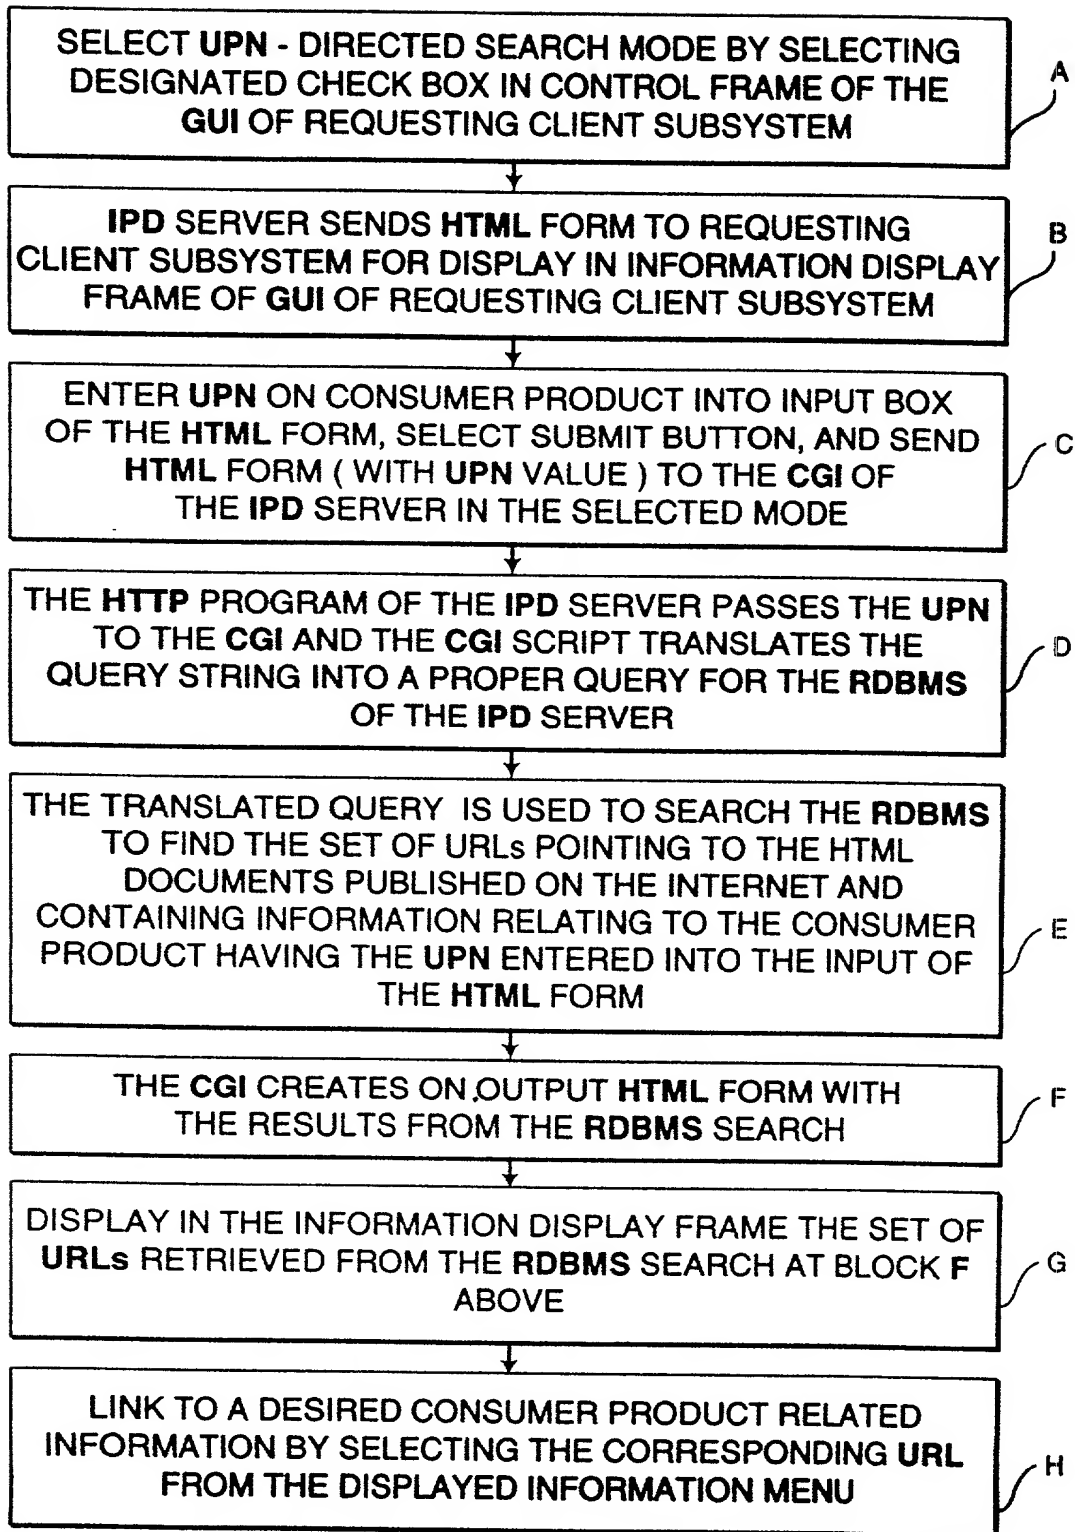 SELECT UPN - DIRECTED SEARCH MODE BY SELECTING
DESIGNATED CHECK BOX IN CONTROL FRAME OF THE
GUI OF REQUESTING CLIENT SUBSYSTEM
A
IPD SERVER SENDS HTML FORM TO REQUESTING
CLIENT SUBSYSTEM FOR DISPLAY IN INFORMATION DISPLAY
FRAME OF GUI OF REQUESTING CLIENT SUBSYSTEM
B
ENTER UPN ON CONSUMER PRODUCT INTO INPUT BOX
OF THE HTML FORM, SELECT SUBMIT BUTTON, AND SEND
HTML FORM ( WITH UPN VALUE ) TO THE CGI OF
THE IPD SERVER IN THE SELECTED MODE
C
THE HTTP PROGRAM OF THE IPD SERVER PASSES THE UPN
TO THE CGI AND THE CGI SCRIPT TRANSLATES THE
QUERY STRING INTO A PROPER QUERY FOR THE RDBMS
OF THE IPD SERVER
D
THE TRANSLATED QUERY IS USED TO SEARCH THE RDBMS
TO FIND THE SET OF URLs POINTING TO THE HTML
DOCUMENTS PUBLISHED ON THE INTERNET AND
CONTAINING INFORMATION RELATING TO THE CONSUMER
PRODUCT HAVING THE UPN ENTERED INTO THE INPUT OF
THE HTML FORM
E
THE CGI CREATES ON OUTPUT HTML FORM WITH
THE RESULTS FROM THE RDBMS SEARCH
F
DISPLAY IN THE INFORMATION DISPLAY FRAME THE SET OF
URLs RETRIEVED FROM THE RDBMS SEARCH AT BLOCK F
ABOVE
G
LINK TO A DESIRED CONSUMER PRODUCT RELATED
INFORMATION BY SELECTING THE CORRESPONDING URL
FROM THE DISPLAYED INFORMATION MENU
H